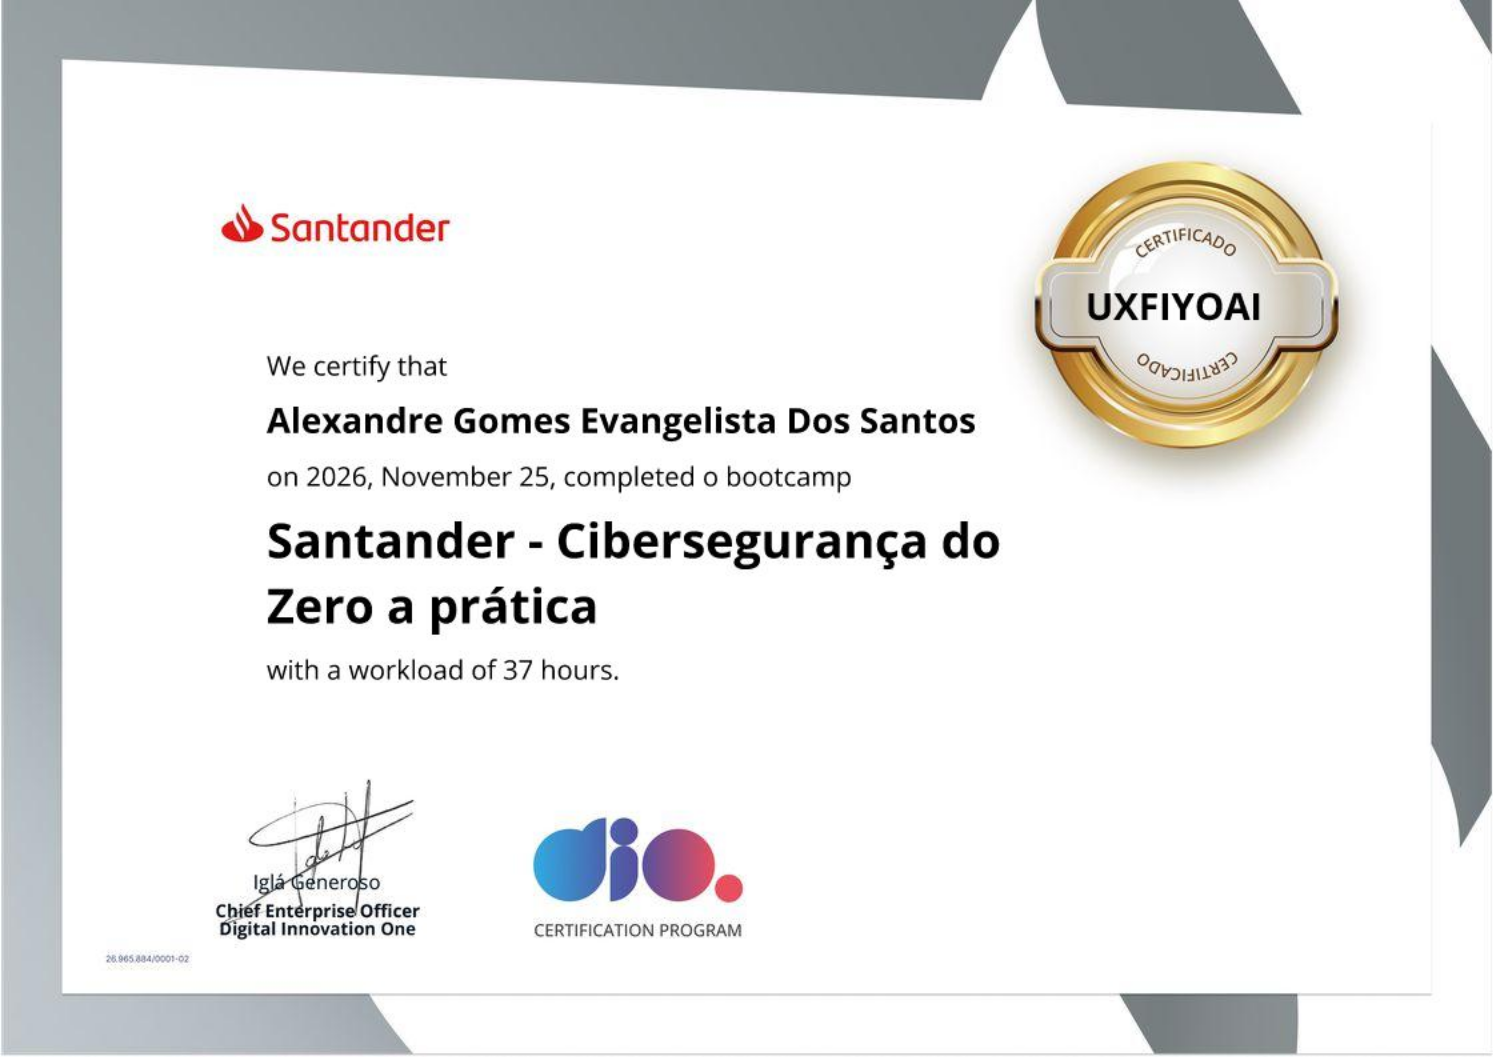 Santander
CERTIFICADO
UXFIYOAI
CERTIFICADO
We certify that
Alexandre Gomes Evangelista Dos Santos
on 2026, November 25, completed o bootcamp
Santander - Cibersegurança do
Zero a prática
with a workload of 37 hours.
Iglá Generoso
Chief Enterprise Officer
Digital Innovation One
dio.
CERTIFICATION PROGRAM
26.965.884/0001-02